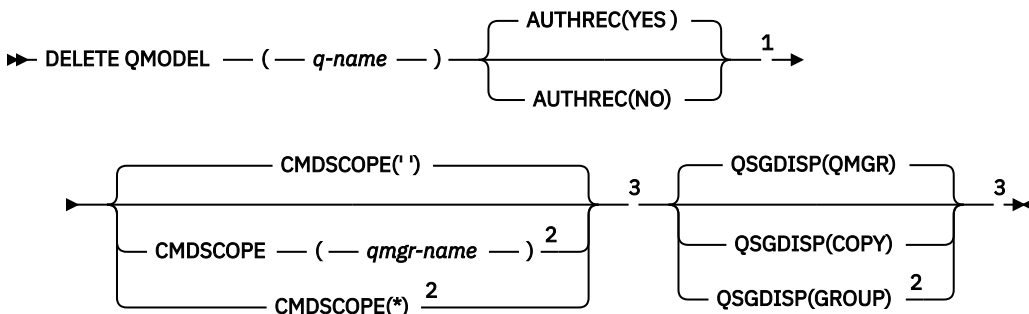 AUTHREC(YES )
DELETE QMODEL ( q-name ) 1
AUTHREC(NO)
CMDSCOPE(' ') QSGDISP(QMGR)
3 3
CMDSCOPE ( qmgr-name ) 2 QSGDISP(COPY)
CMDSCOPE(*) 2 QSGDISP(GROUP) 2